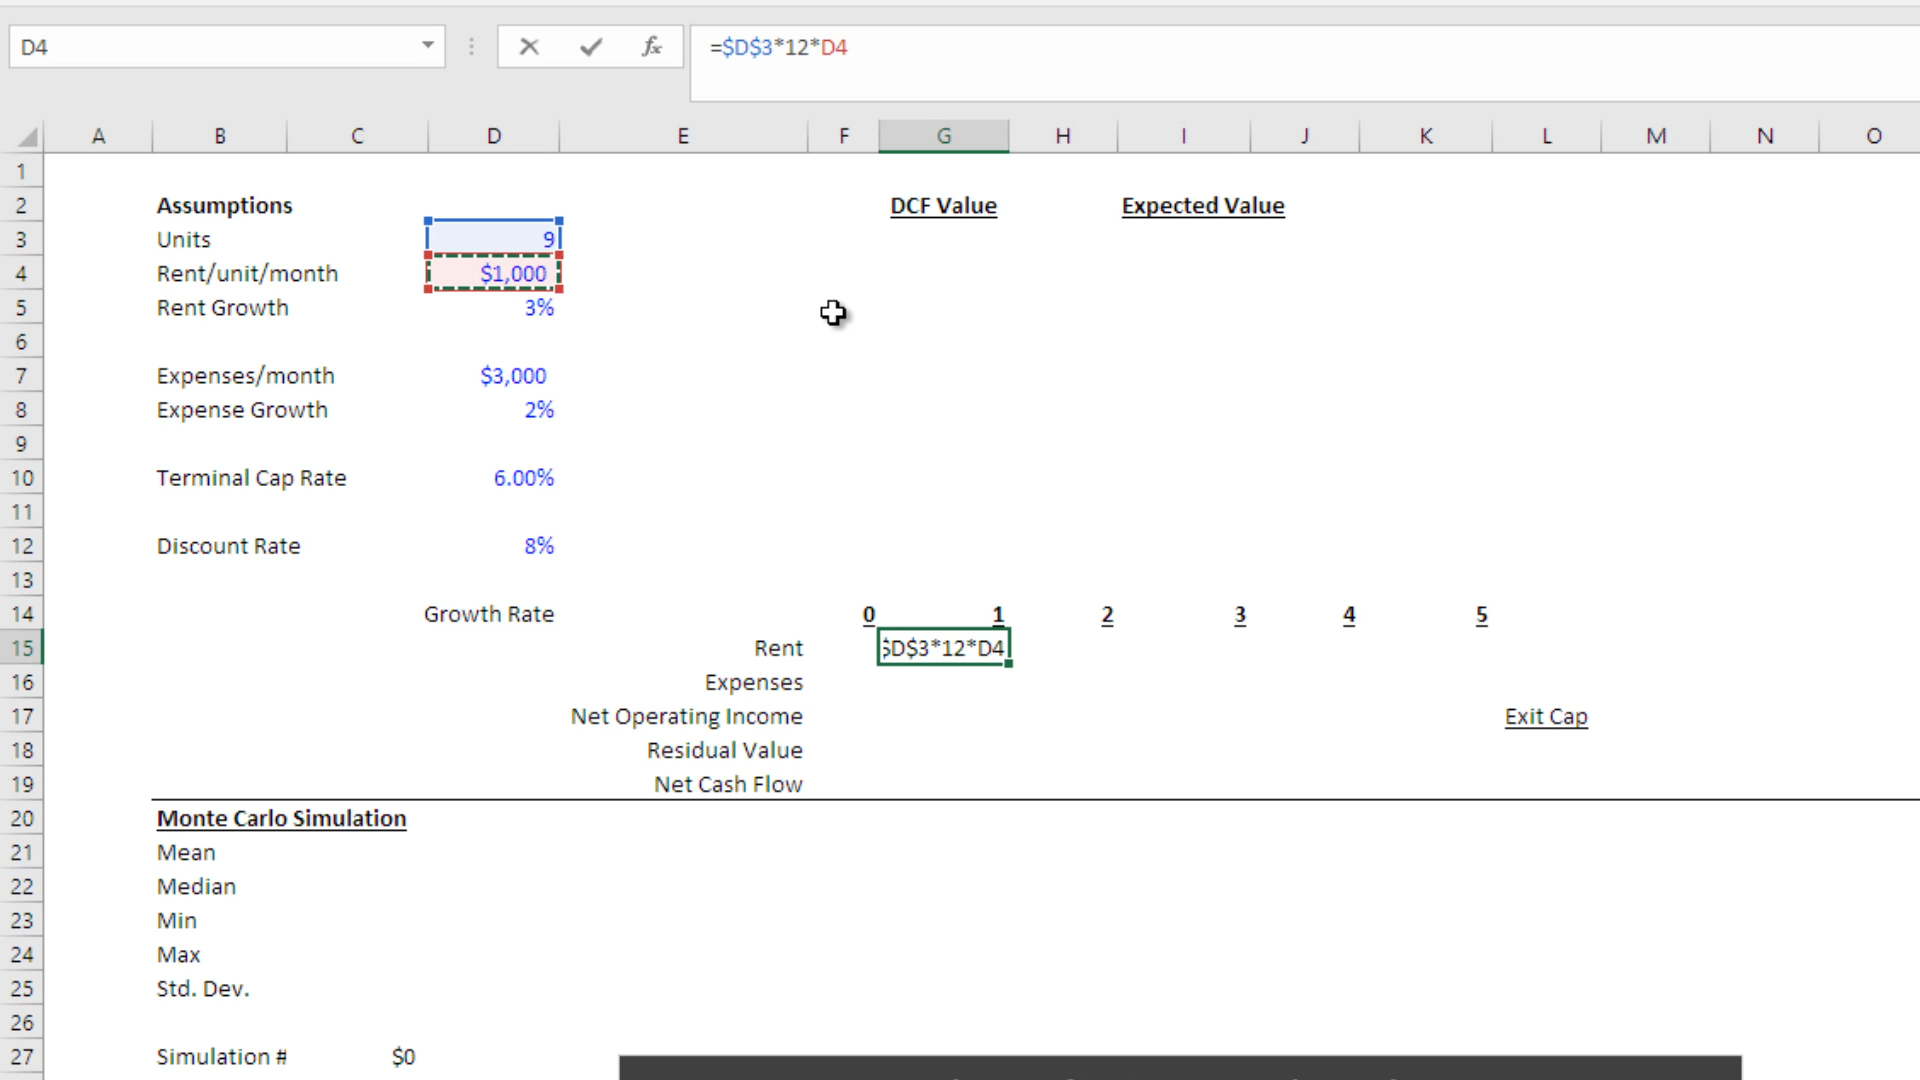 D4 fx =$D$3*12*D4
A B C D E F G H I J K L M N O
1
2 Assumptions DCF Value Expected Value
3 Units 9
4 Rent/unit/month $1,000
5 Rent Growth 3%
6
7 Expenses/month $3,000
8 Expense Growth 2%
9
10 Terminal Cap Rate 6.00%
11
12 Discount Rate 8%
13
14 Growth Rate 0 1 2 3 4 5
15 Rent $D$3*12*D4
16 Expenses
17 Net Operating Income Exit Cap
18 Residual Value
19 Net Cash Flow
20 Monte Carlo Simulation
21 Mean
22 Median
23 Min
24 Max
25 Std. Dev.
26
27 Simulation # $0